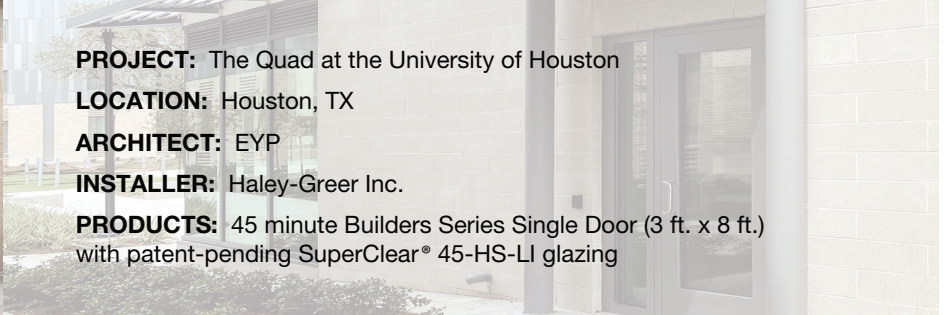 PROJECT: The Quad at the University of Houston
LOCATION: Houston, TX
ARCHITECT: EYP
INSTALLER: Haley-Greer Inc.
PRODUCTS: 45 minute Builders Series Single Door (3 ft. x 8 ft.)
with patent-pending SuperClear® 45-HS-LI glazing